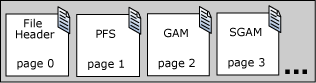 File
Header
page 0
PFS
page 1
GAM
page 2
SGAM
page 3
...